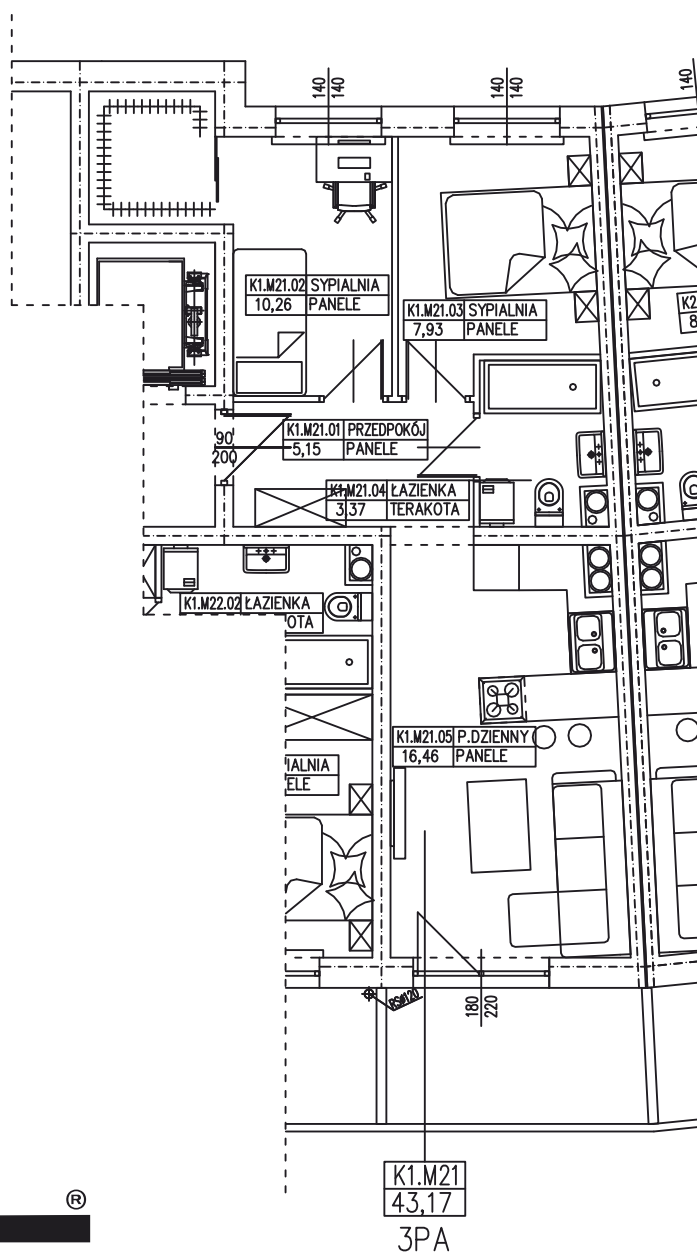 140
140
140
140
140
K1.M21.02 SYPIALNIA
10,26 PANELE
K1.M21.03 SYPIALNIA
7,93 PANELE
K2
8
90
200
K1.M21.01 PRZEDPOKÓJ
5,15 PANELE
K1.M21.04 ŁAZIENKA
3,37 TERAKOTA
K1.M22.02 ŁAZIENKA
OTA
K1.M21.05 P.DZIENNY
16,46 PANELE
IALNIA
ELE
180
220
K1.M21
43,17
3PA
®